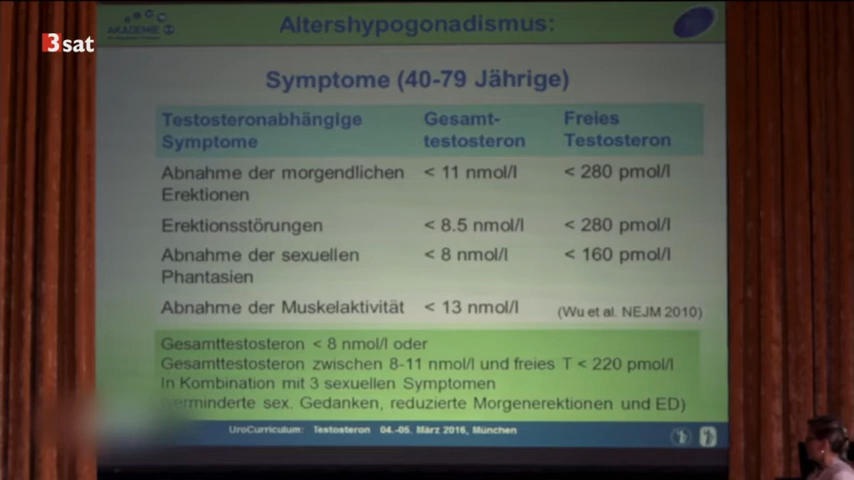 3sat
AKADEMIE
Altershypogonadismus:
Symptome (40-79 Jährige)
Testosteronabhängige Symptome
Gesamt-testosteron
Freies Testosteron
Abnahme der morgendlichen Erektionen
< 11 nmol/l
< 280 pmol/l
Erektionsstörungen
< 8.5 nmol/l
< 280 pmol/l
Abnahme der sexuellen Phantasien
< 8 nmol/l
< 160 pmol/l
Abnahme der Muskelaktivität
< 13 nmol/l
(Wu et al. NEJM 2010)
Gesamttestosteron < 8 nmol/l oder
Gesamttestosteron zwischen 8-11 nmol/l und freies T < 220 pmol/l
In Kombination mit 3 sexuellen Symptomen
(verminderte sex. Gedanken, reduzierte Morgenerektionen und ED)
UroCurriculum: Testosteron 04.-05. März 2016, München